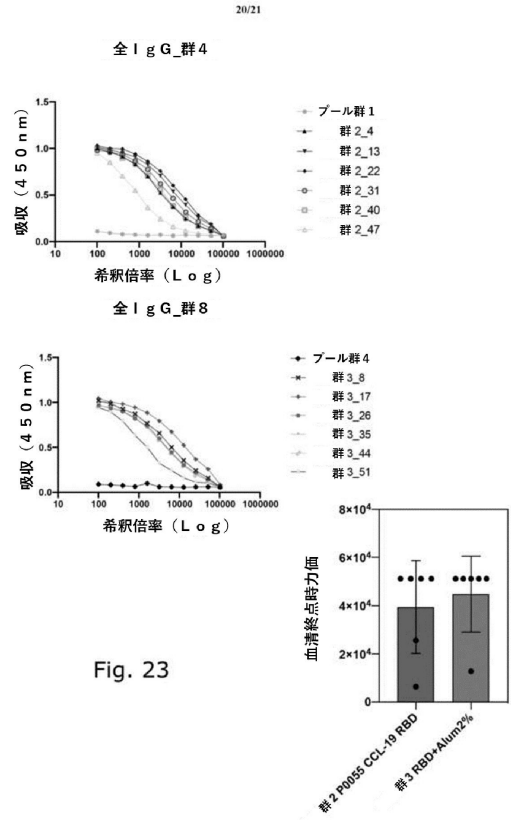 20/21
全ＩｇＧ_群4
吸収（４５０ｎｍ）
1.5
1.0
0.5
0.0
10
100
1000
10000
100000
1000000
希釈倍率（Ｌｏｇ）
プール群1
群2_4
群2_13
群2_22
群2_31
群2_40
群2_47
全ＩｇＧ_群8
吸収（４５０ｎｍ）
1.5
1.0
0.5
0.0
10
100
1000
10000
100000
1000000
希釈倍率（Ｌｏｇ）
プール群4
群3_8
群3_17
群3_26
群3_35
群3_44
群3_51
血清終点時力価
8×10⁴
6×10⁴
4×10⁴
2×10⁴
0
群2 P0055 CCL-19 RBD
群3 RBD+Alum2%
Fig. 23